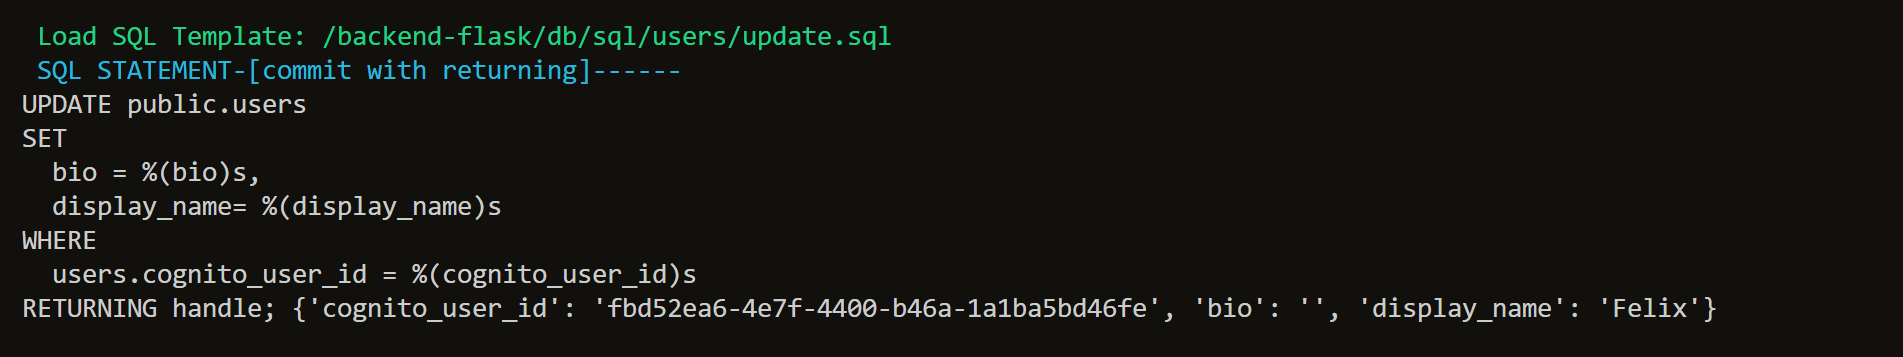 Load SQL Template: /backend-flask/db/sql/users/update.sql
SQL STATEMENT-[commit with returning]------
UPDATE public.users
SET
  bio = %(bio)s,
  display_name= %(display_name)s
WHERE
  users.cognito_user_id = %(cognito_user_id)s
RETURNING handle; {'cognito_user_id': 'fbd52ea6-4e7f-4400-b46a-1a1ba5bd46fe', 'bio': '', 'display_name': 'Felix'}